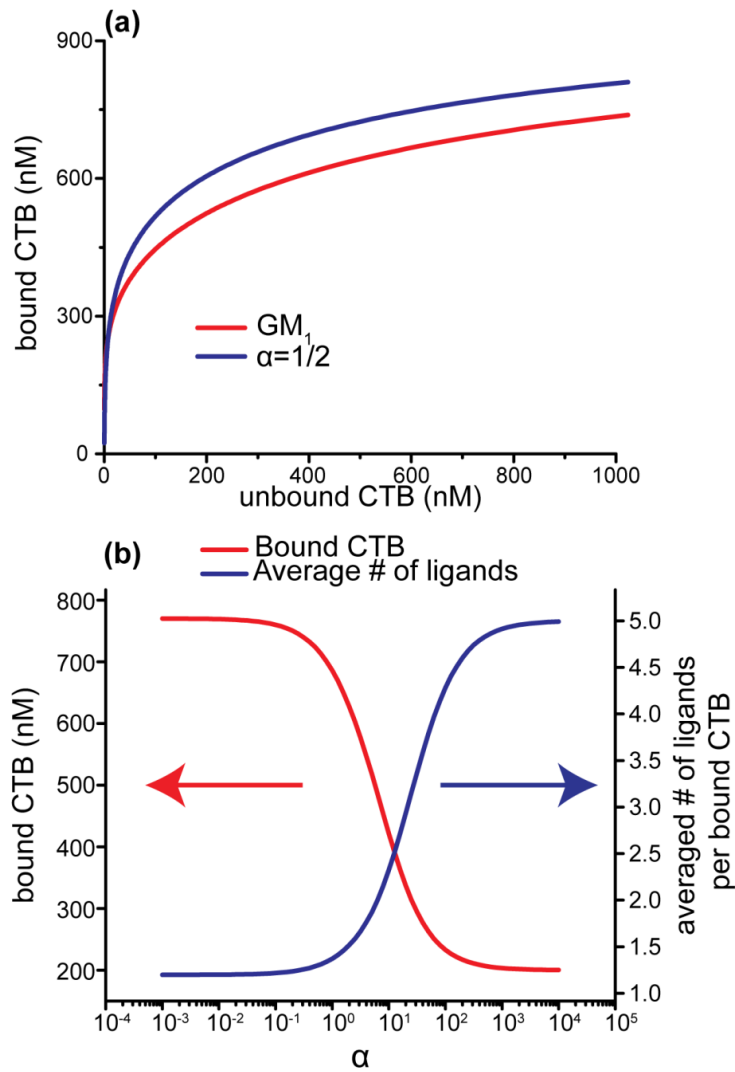 (a)
900
600
300
0
bound CTB (nM)
GM₁
α=1/2
0 200 400 600 800 1000
unbound CTB (nM)
(b)
Bound CTB
Average # of ligands
800
700
600
500
400
300
200
bound CTB (nM)
5.0
4.5
4.0
3.5
3.0
2.5
2.0
1.5
1.0
averaged # of ligands
per bound CTB
10⁻⁴ 10⁻³ 10⁻² 10⁻¹ 10⁰ 10¹ 10² 10³ 10⁴ 10⁵
α